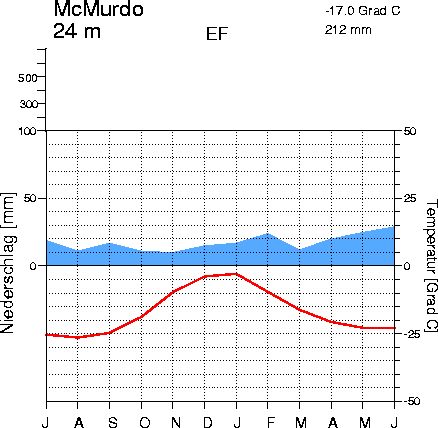 McMurdo
24 m
EF
-17.0 Grad C
212 mm
500
300
100
50
0
Niederschlag [mm]
50
25
0
-25
-50
Temperatur [Grad C]
J A S O N D J F M A M J